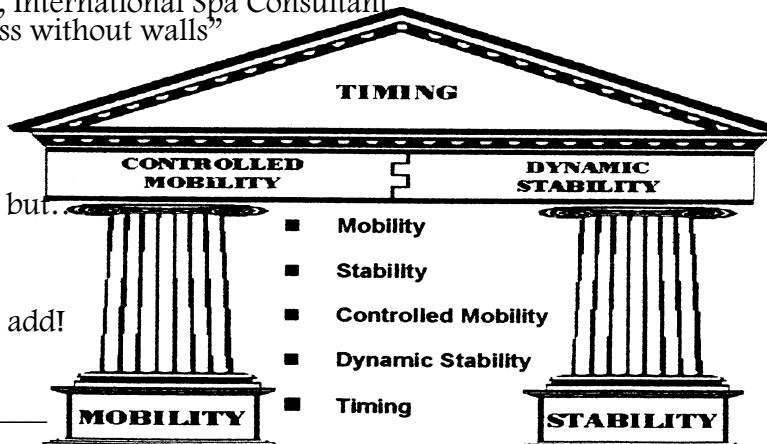 , International Spa Consultant
ss without walls”
TIMING
CONTROLLED
MOBILITY
DYNAMIC
STABILITY
but..
■ Mobility
■ Stability
■ Controlled Mobility
add!
■ Dynamic Stability
■ Timing
MOBILITY
STABILITY